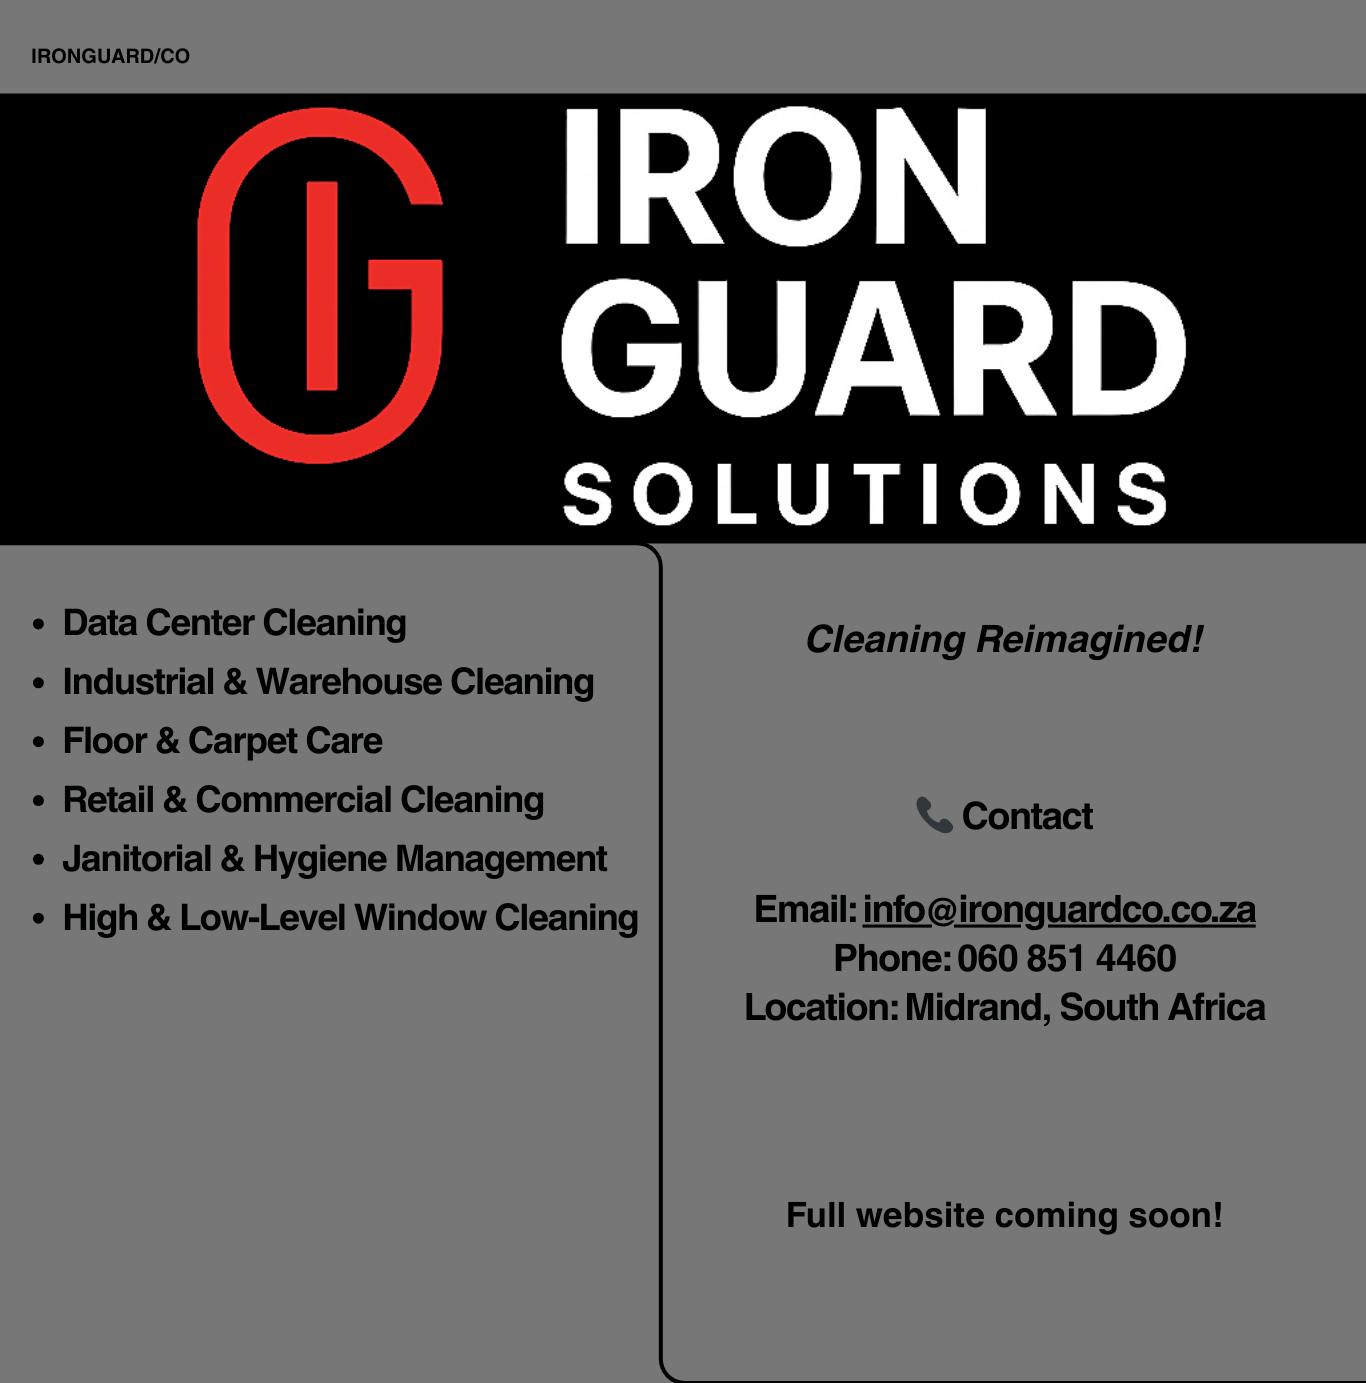 IRONGUARD/CO
IRON
GUARD
SOLUTIONS
• Data Center Cleaning
• Industrial & Warehouse Cleaning
• Floor & Carpet Care
• Retail & Commercial Cleaning
• Janitorial & Hygiene Management
• High & Low-Level Window Cleaning
Cleaning Reimagined!
📞 Contact
Email: info@ironguardco.co.za
Phone: 060 851 4460
Location: Midrand, South Africa
Full website coming soon!